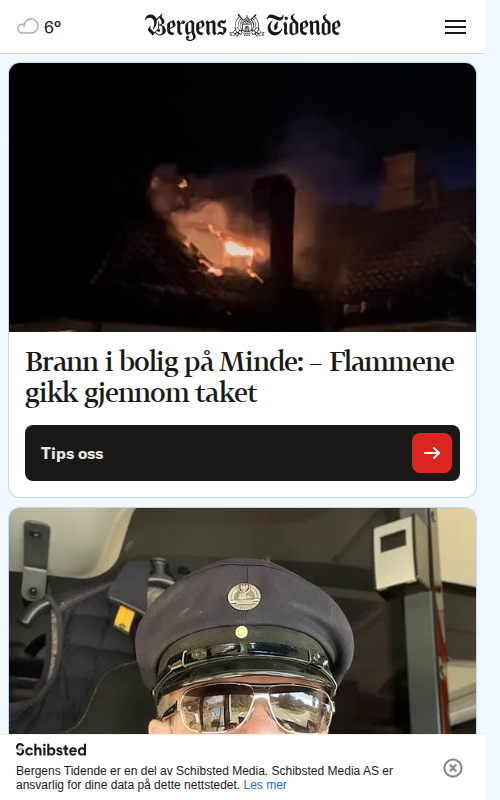 6°
Bergens Tidende
Brann i bolig på Minde: – Flammene
gikk gjennom taket
Tips oss
Schibsted
Bergens Tidende er en del av Schibsted Media. Schibsted Media AS er
ansvarlig for dine data på dette nettstedet. Les mer